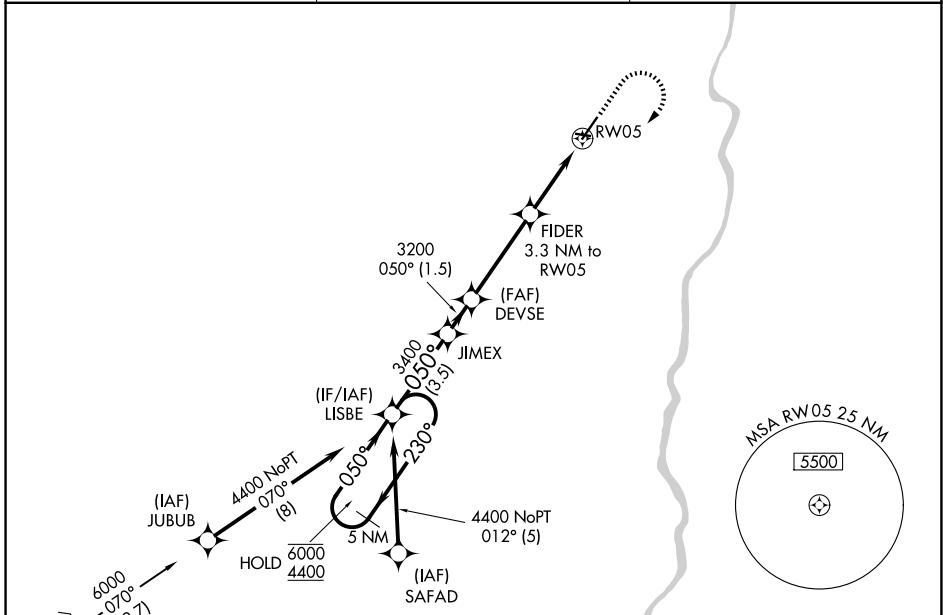 RW05
FIDER
3.3 NM to
RW05
3200
050° (1.5)
(FAF)
DEVSE
JIMEX
3400
050°
(3.5)
(IF/IAF)
LISBE
050°
230°
4400 NoPT
070°
(8)
(IAF)
JUBUB
HOLD
6000
4400
5 NM
4400 NoPT
012° (5)
(IAF)
SAFAD
6000
070°
MSA RW05 25 NM
5500